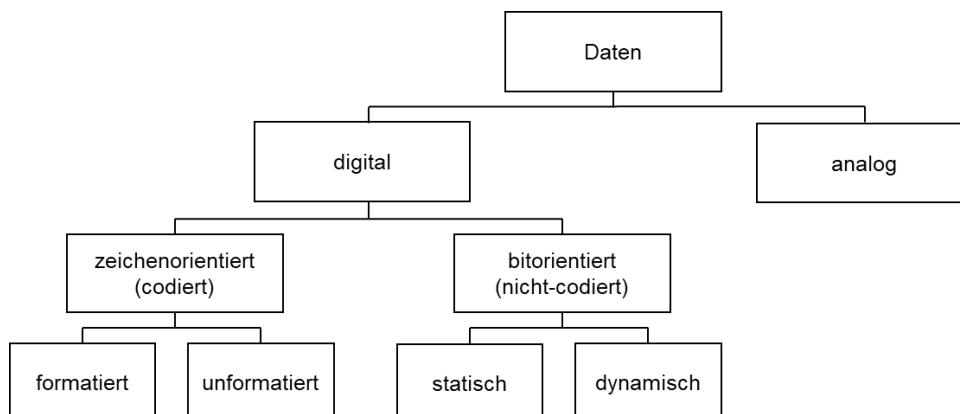 Daten
digital
analog
zeichenorientiert
(codiert)
bitorientiert
(nicht-codiert)
formatiert
unformatiert
statisch
dynamisch